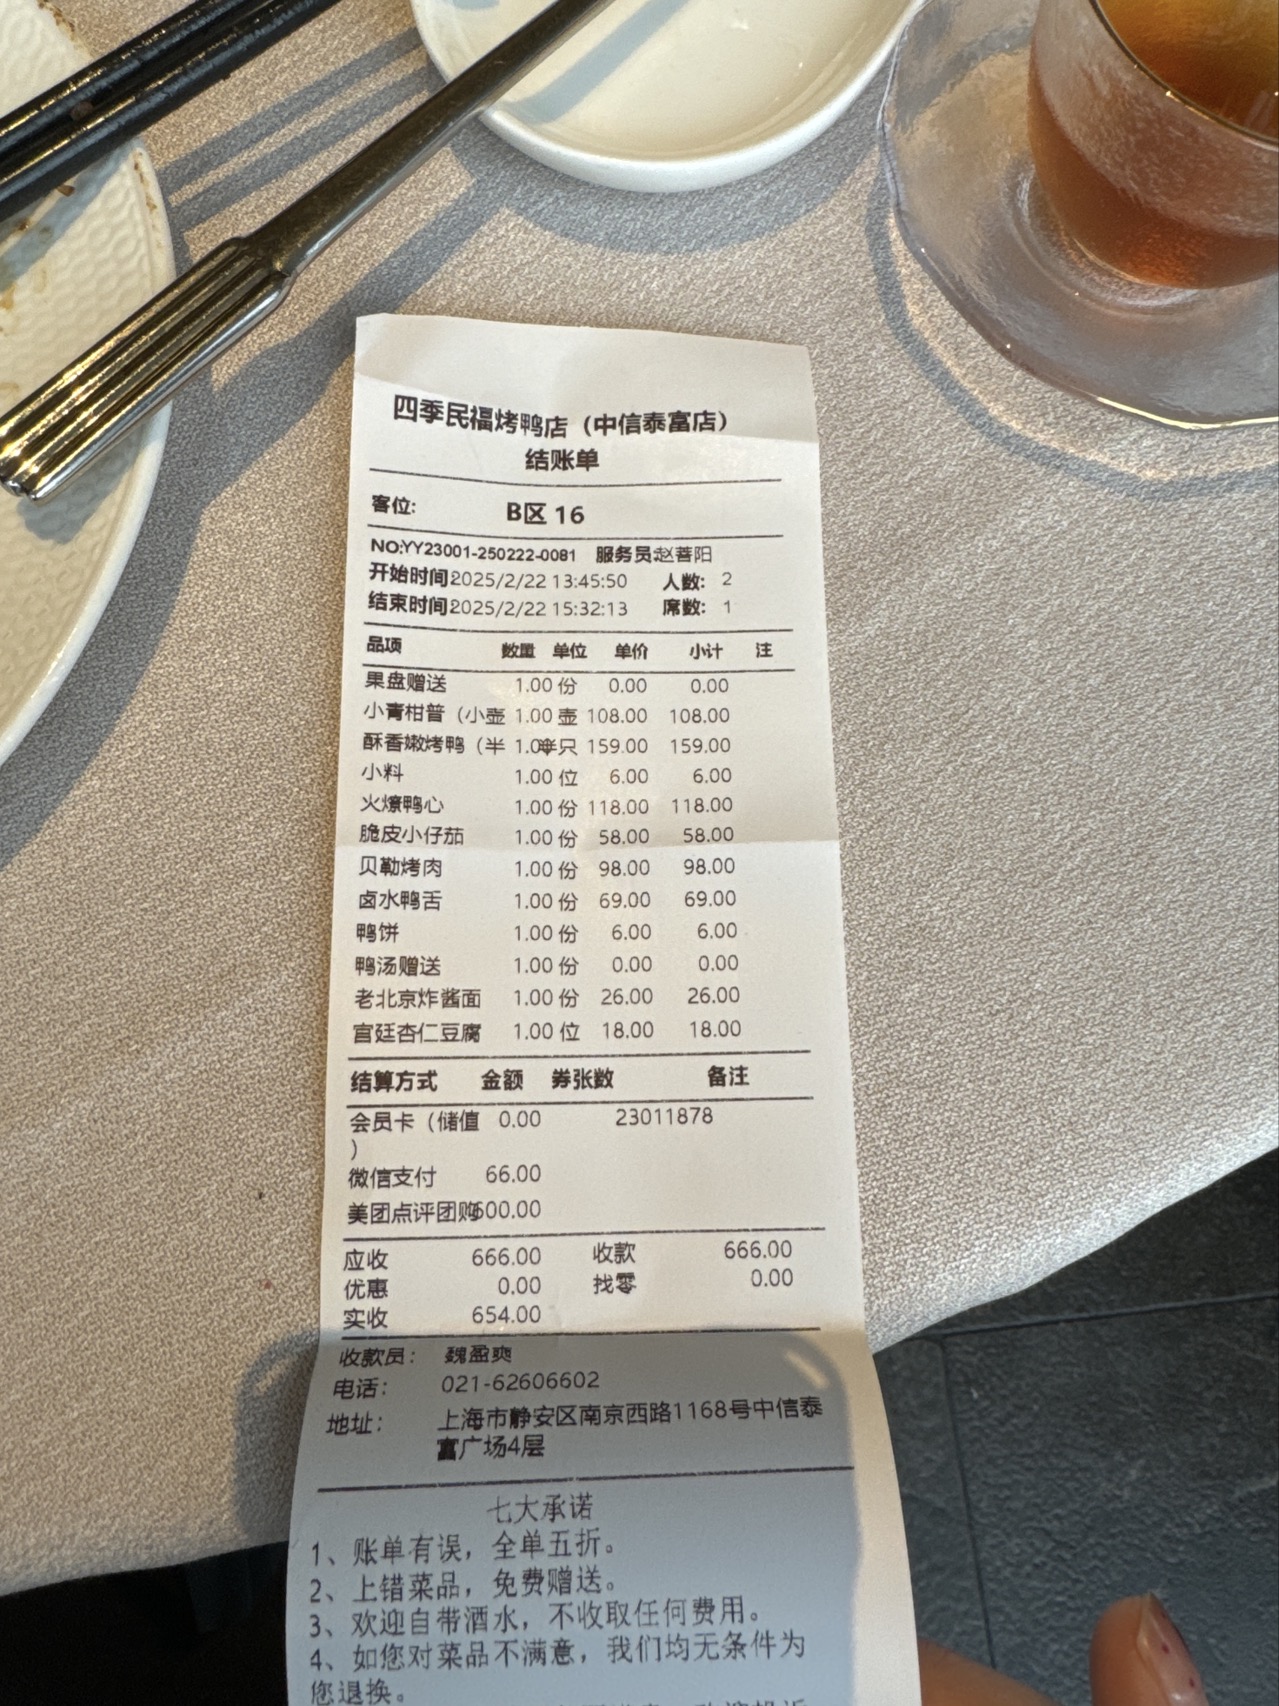 四季民福烤鸭店（中信泰富店）
结账单
客位: B区 16
NO:YY23001-250222-0081 服务员:赵菩阳
开始时间2025/2/22 13:45:50 人数: 2
结束时间2025/2/22 15:32:13 席数: 1
品项 数量 单位 单价 小计 注
果盘赠送 1.00 份 0.00 0.00
小青柑普（小壶 1.00 壶 108.00 108.00
酥香嫩烤鸭（半 1.00半只 159.00 159.00
小料 1.00 位 6.00 6.00
火燎鸭心 1.00 份 118.00 118.00
脆皮小仔茄 1.00 份 58.00 58.00
贝勒烤肉 1.00 份 98.00 98.00
卤水鸭舌 1.00 份 69.00 69.00
鸭饼 1.00 份 6.00 6.00
鸭汤赠送 1.00 份 0.00 0.00
老北京炸酱面 1.00 份 26.00 26.00
宫廷杏仁豆腐 1.00 位 18.00 18.00
结算方式 金额 券张数 备注
会员卡（储值 0.00 23011878
）
微信支付 66.00
美团点评团购600.00
应收 666.00 收款 666.00
优惠 0.00 找零 0.00
实收 654.00
收款员: 魏盈爽
电话: 021-62606602
地址: 上海市静安区南京西路1168号中信泰
富广场4层
七大承诺
1、账单有误，全单五折。
2、上错菜品，免费赠送。
3、欢迎自带酒水，不收取任何费用。
4、如您对菜品不满意，我们均无条件为
您退换。